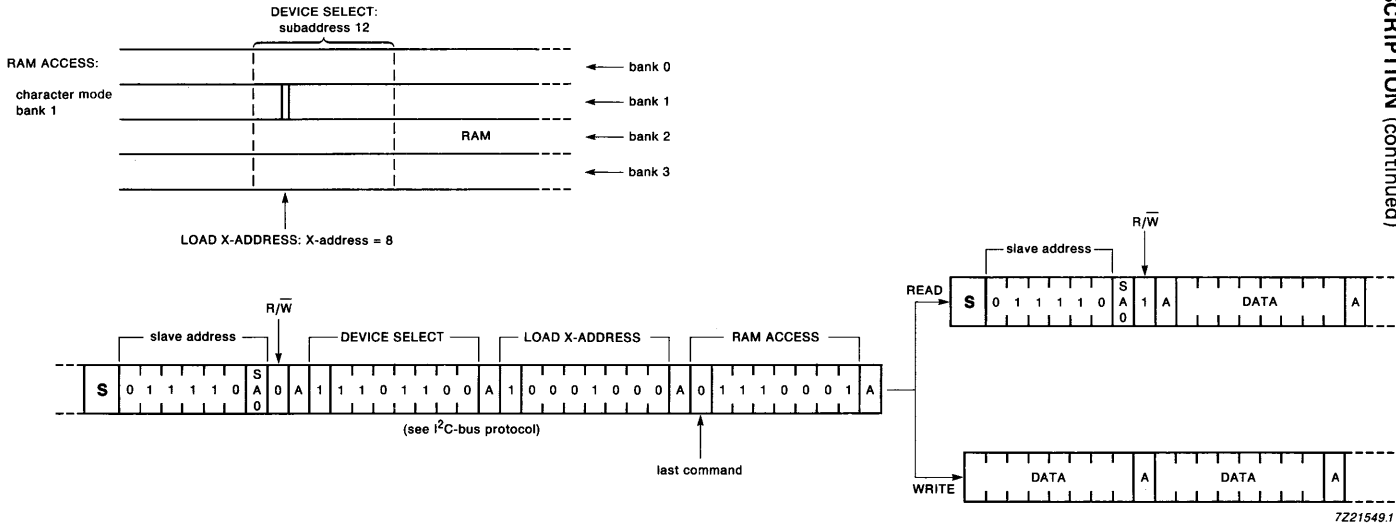 SCRIPTION (continued)
DEVICE SELECT:
subaddress 12
RAM ACCESS:
character mode
bank 1
bank 0
bank 1
RAM
bank 2
bank 3
LOAD X-ADDRESS: X-address = 8
R/W̅
slave address
DEVICE SELECT
LOAD X-ADDRESS
RAM ACCESS
S 0 1 1 1 1 0 SA0 0 A 1 1 1 0 1 1 0 0 A 1 0 0 0 1 0 0 0 A 0 1 1 1 0 0 0 1 A
(see I²C-bus protocol)
last command
R/W̅
slave address
READ
S 0 1 1 1 1 0 SA0 1 A DATA A
WRITE
DATA A DATA A
7Z21549.1